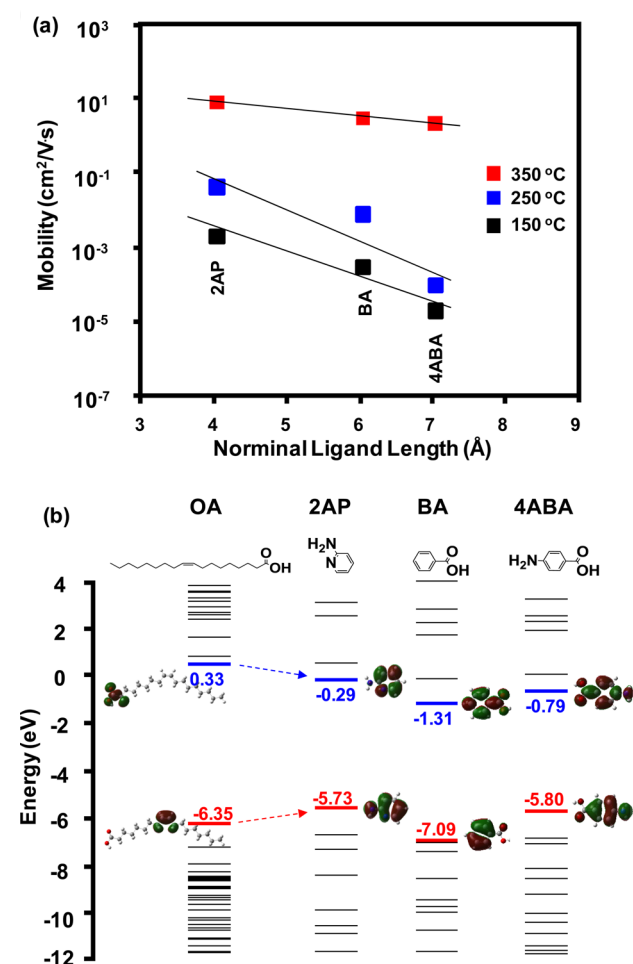 (a)
10³
10¹
10⁻¹
10⁻³
10⁻⁵
10⁻⁷
Mobility (cm²/V·s)
350 °C
250 °C
150 °C
2AP
BA
4ABA
3 4 5 6 7 8 9
Norminal Ligand Length (Å)
(b)
OA 2AP BA 4ABA
O
OH
H₂N
N
O
OH
H₂N
O
OH
Energy (eV)
4
2
0
-2
-4
-6
-8
-10
-12
0.33
-0.29
-1.31
-0.79
-6.35
-5.73
-7.09
-5.80